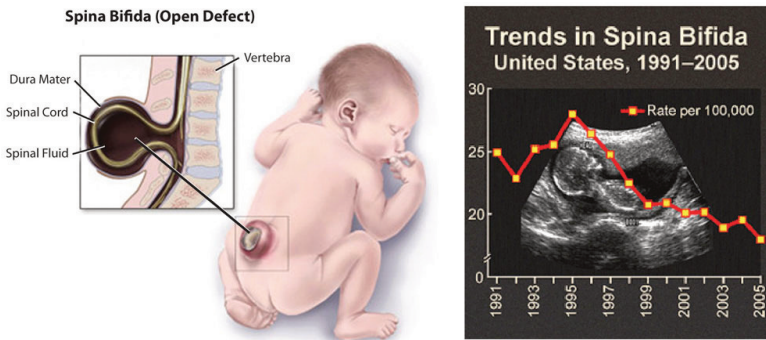 Spina Bifida (Open Defect)
Vertebra
Dura Mater
Spinal Cord
Spinal Fluid
Trends in Spina Bifida
United States, 1991–2005
30
Rate per 100,000
25
20
0
1991
1993
1995
1997
1999
2001
2003
2005